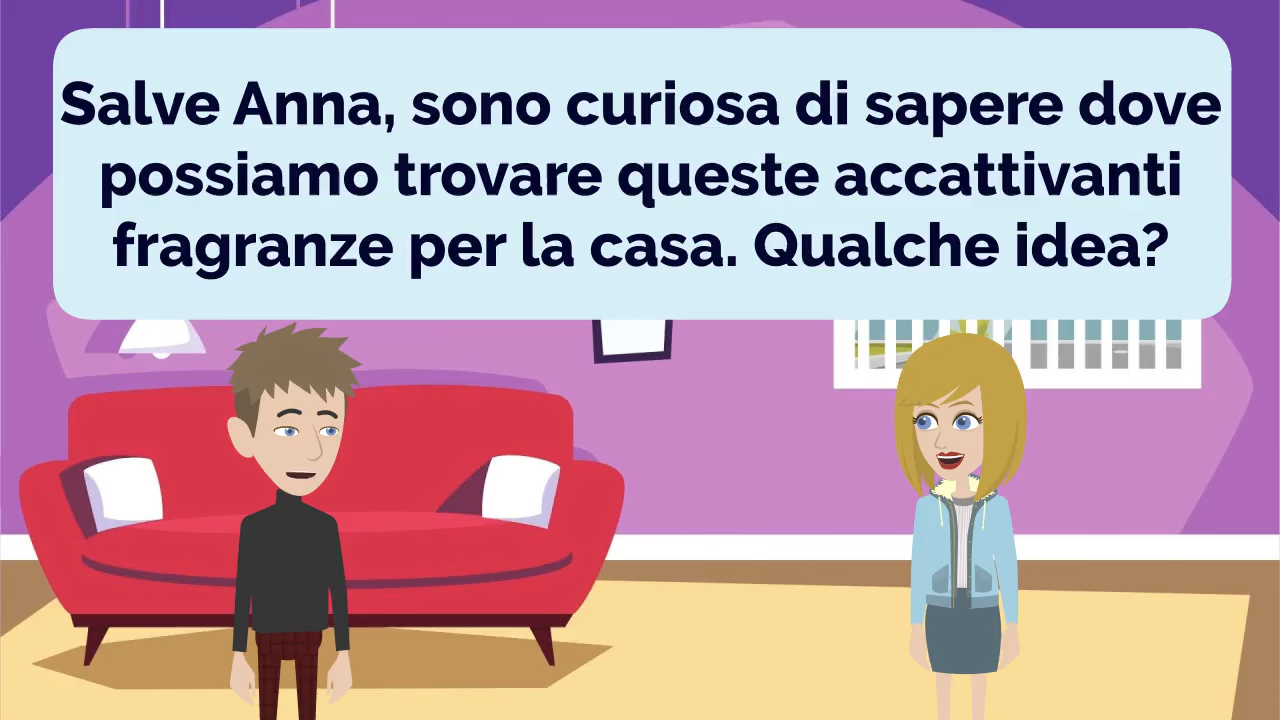 Salve Anna, sono curiosa di sapere dove
possiamo trovare queste accattivanti
fragranze per la casa. Qualche idea?